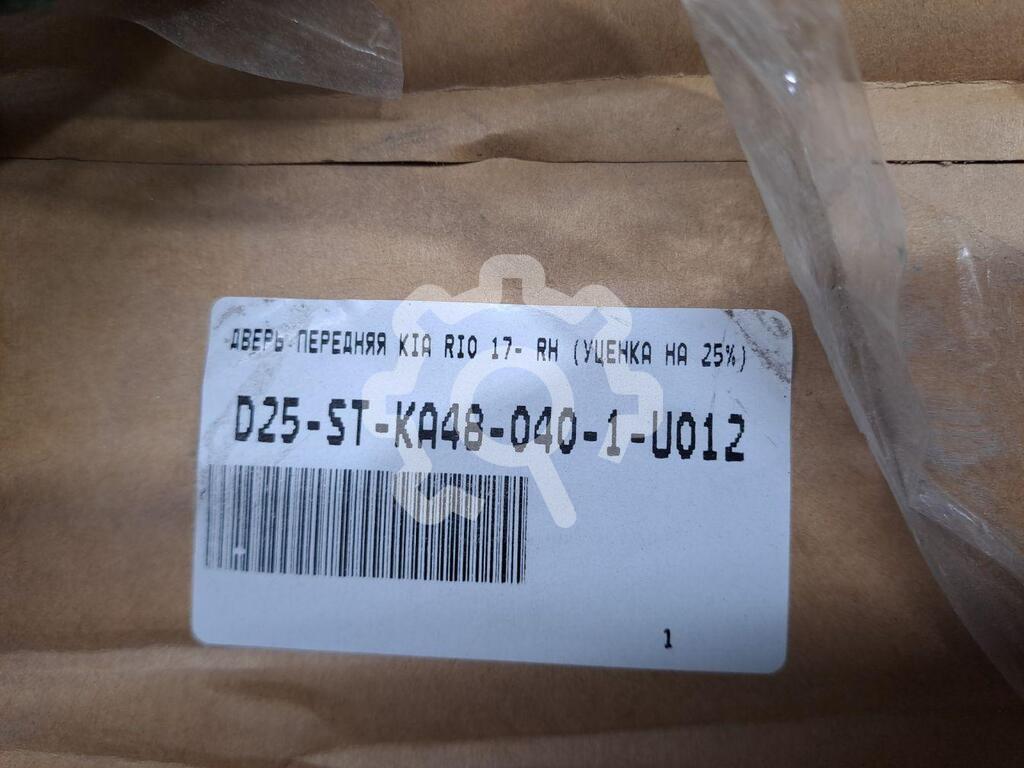 ДВЕРЬ ПЕРЕДНЯЯ KIA RIO 17- RH (УЦЕНКА НА 25%)
D25-ST-KA48-040-1-U012
1